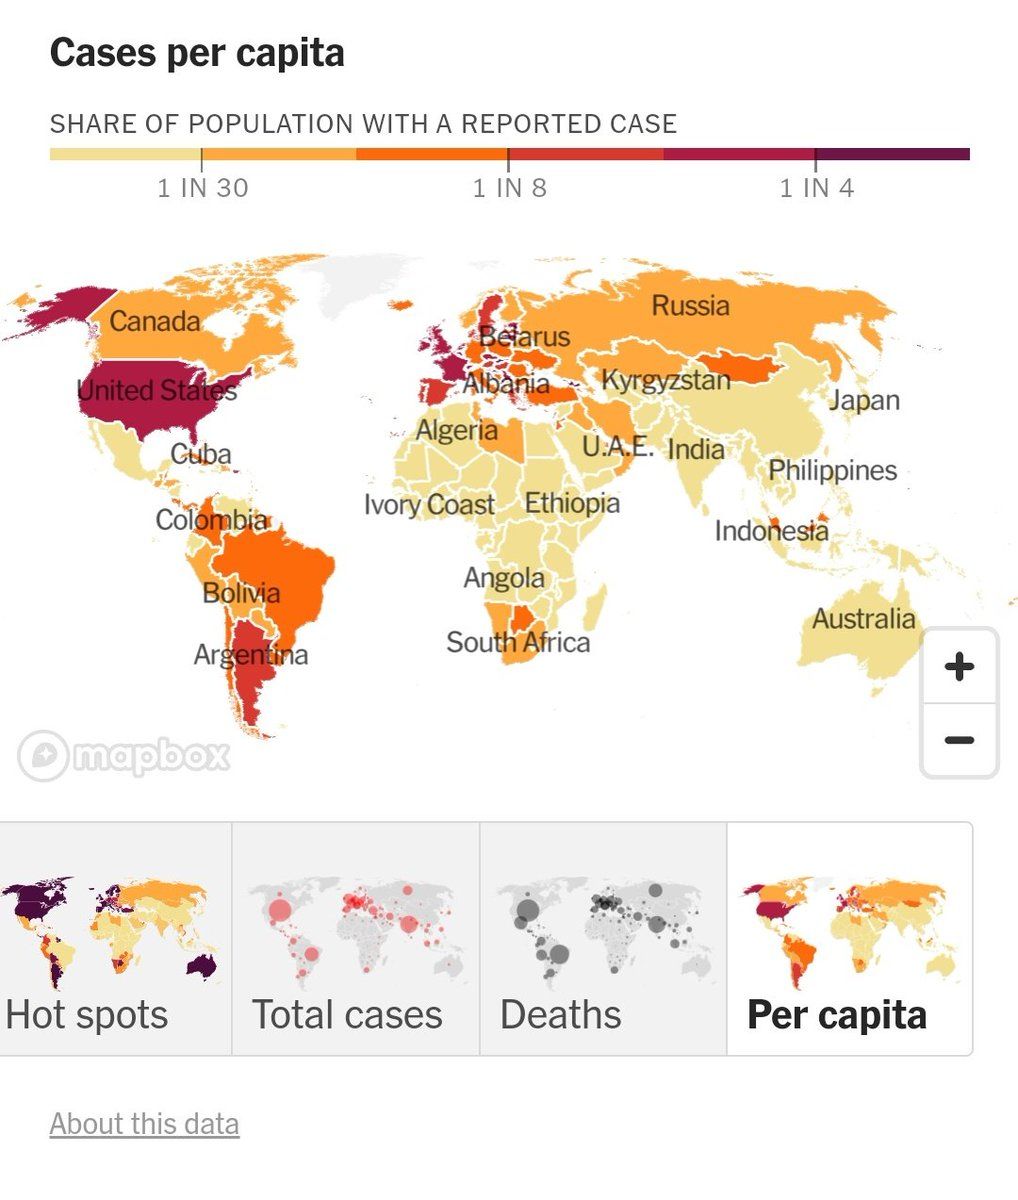 Cases per capita
SHARE OF POPULATION WITH A REPORTED CASE
1 IN 30
1 IN 8
1 IN 4
Russia
Canada
Belarus
United States
Albania
Kyrgyzstan
Japan
Algeria
U.A.E.
India
Cuba
Philippines
Ivory Coast
Ethiopia
Colombia
Indonesia
Angola
Bolivia
Australia
South Africa
Argentina
+
−
mapbox
Hot spots
Total cases
Deaths
Per capita
About this data